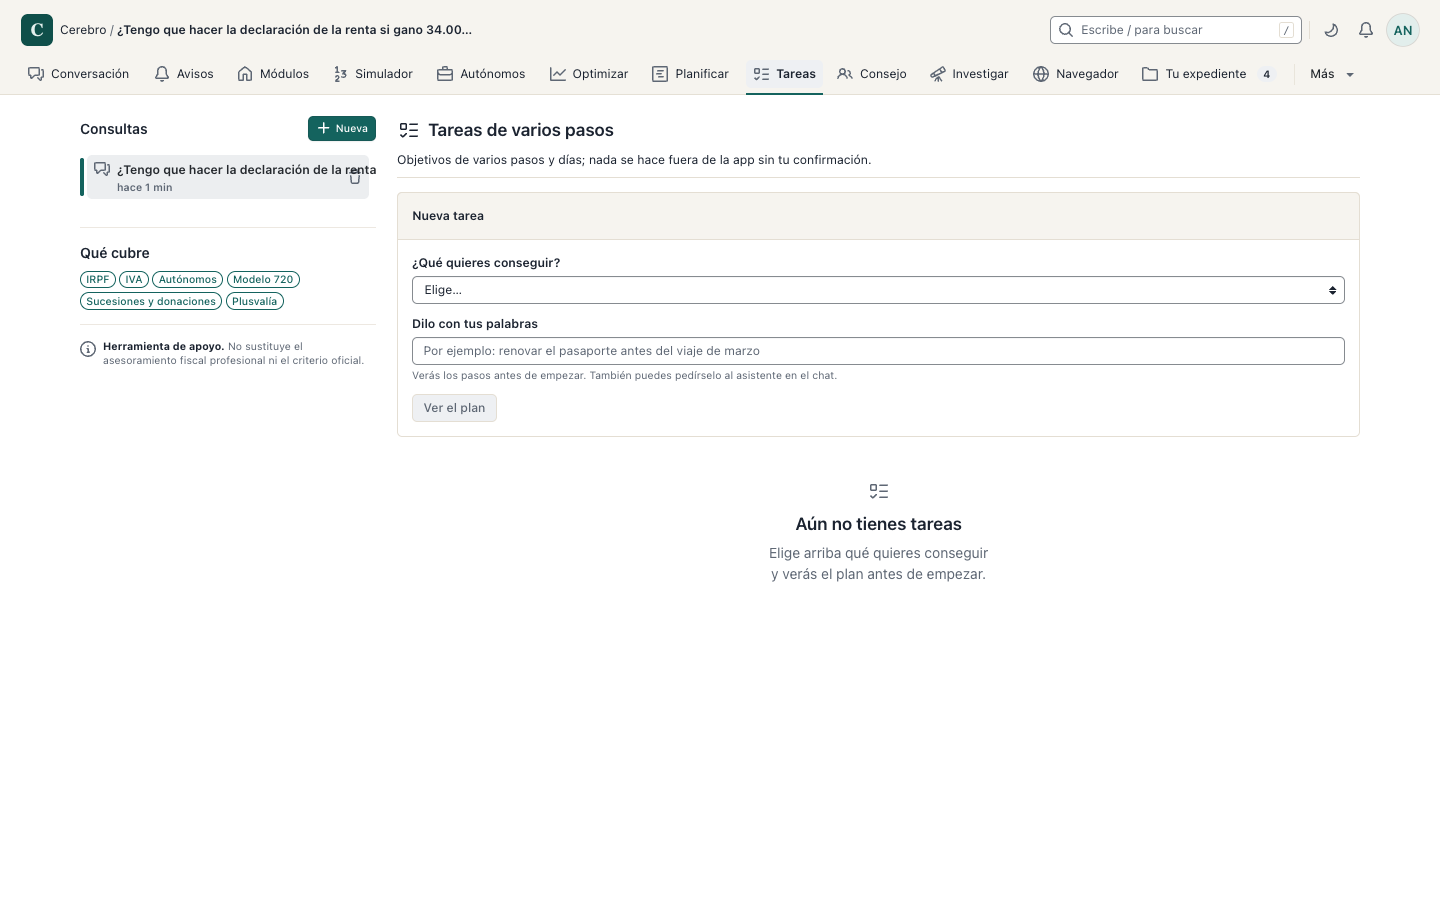 C Cerebro / ¿Tengo que hacer la declaración de la renta si gano 34.00...
Escribe / para buscar /
AN
Conversación Avisos Módulos Simulador Autónomos Optimizar Planificar Tareas Consejo Investigar Navegador Tu expediente 4 Más
Consultas
Nueva
¿Tengo que hacer la declaración de la renta
hace 1 min
Qué cubre
IRPF IVA Autónomos Modelo 720
Sucesiones y donaciones Plusvalía
Herramienta de apoyo. No sustituye el
asesoramiento fiscal profesional ni el criterio oficial.
Tareas de varios pasos
Objetivos de varios pasos y días; nada se hace fuera de la app sin tu confirmación.
Nueva tarea
¿Qué quieres conseguir?
Elige...
Dilo con tus palabras
Por ejemplo: renovar el pasaporte antes del viaje de marzo
Verás los pasos antes de empezar. También puedes pedírselo al asistente en el chat.
Ver el plan
Aún no tienes tareas
Elige arriba qué quieres conseguir
y verás el plan antes de empezar.